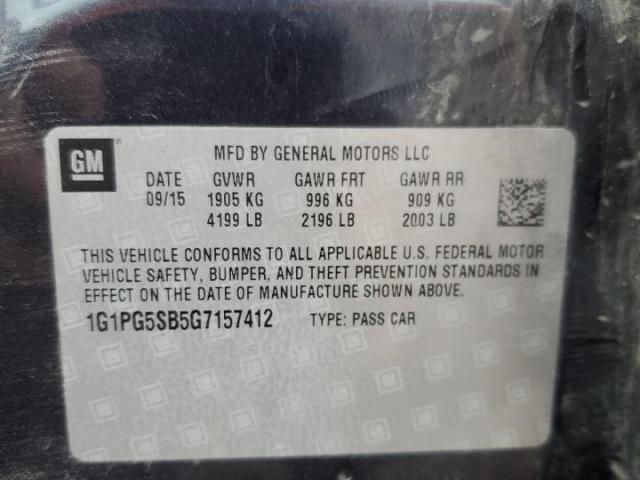 GM
MFD BY GENERAL MOTORS LLC
DATE GVWR GAWR FRT GAWR RR
09/15 1905 KG 996 KG 909 KG
4199 LB 2196 LB 2003 LB
THIS VEHICLE CONFORMS TO ALL APPLICABLE U.S. FEDERAL MOTOR
VEHICLE SAFETY, BUMPER, AND THEFT PREVENTION STANDARDS IN
EFFECT ON THE DATE OF MANUFACTURE SHOWN ABOVE.
1G1PG5SB5G7157412 TYPE: PASS CAR